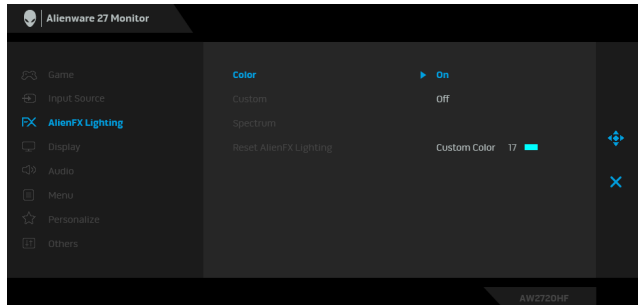 Alienware 27 Monitor
Game
Input Source
FX AlienFX Lighting
Display
Audio
Menu
Personalize
Others
Color
On
Custom
Off
Spectrum
Reset AlienFX Lighting
Custom Color 17
AW2720HF